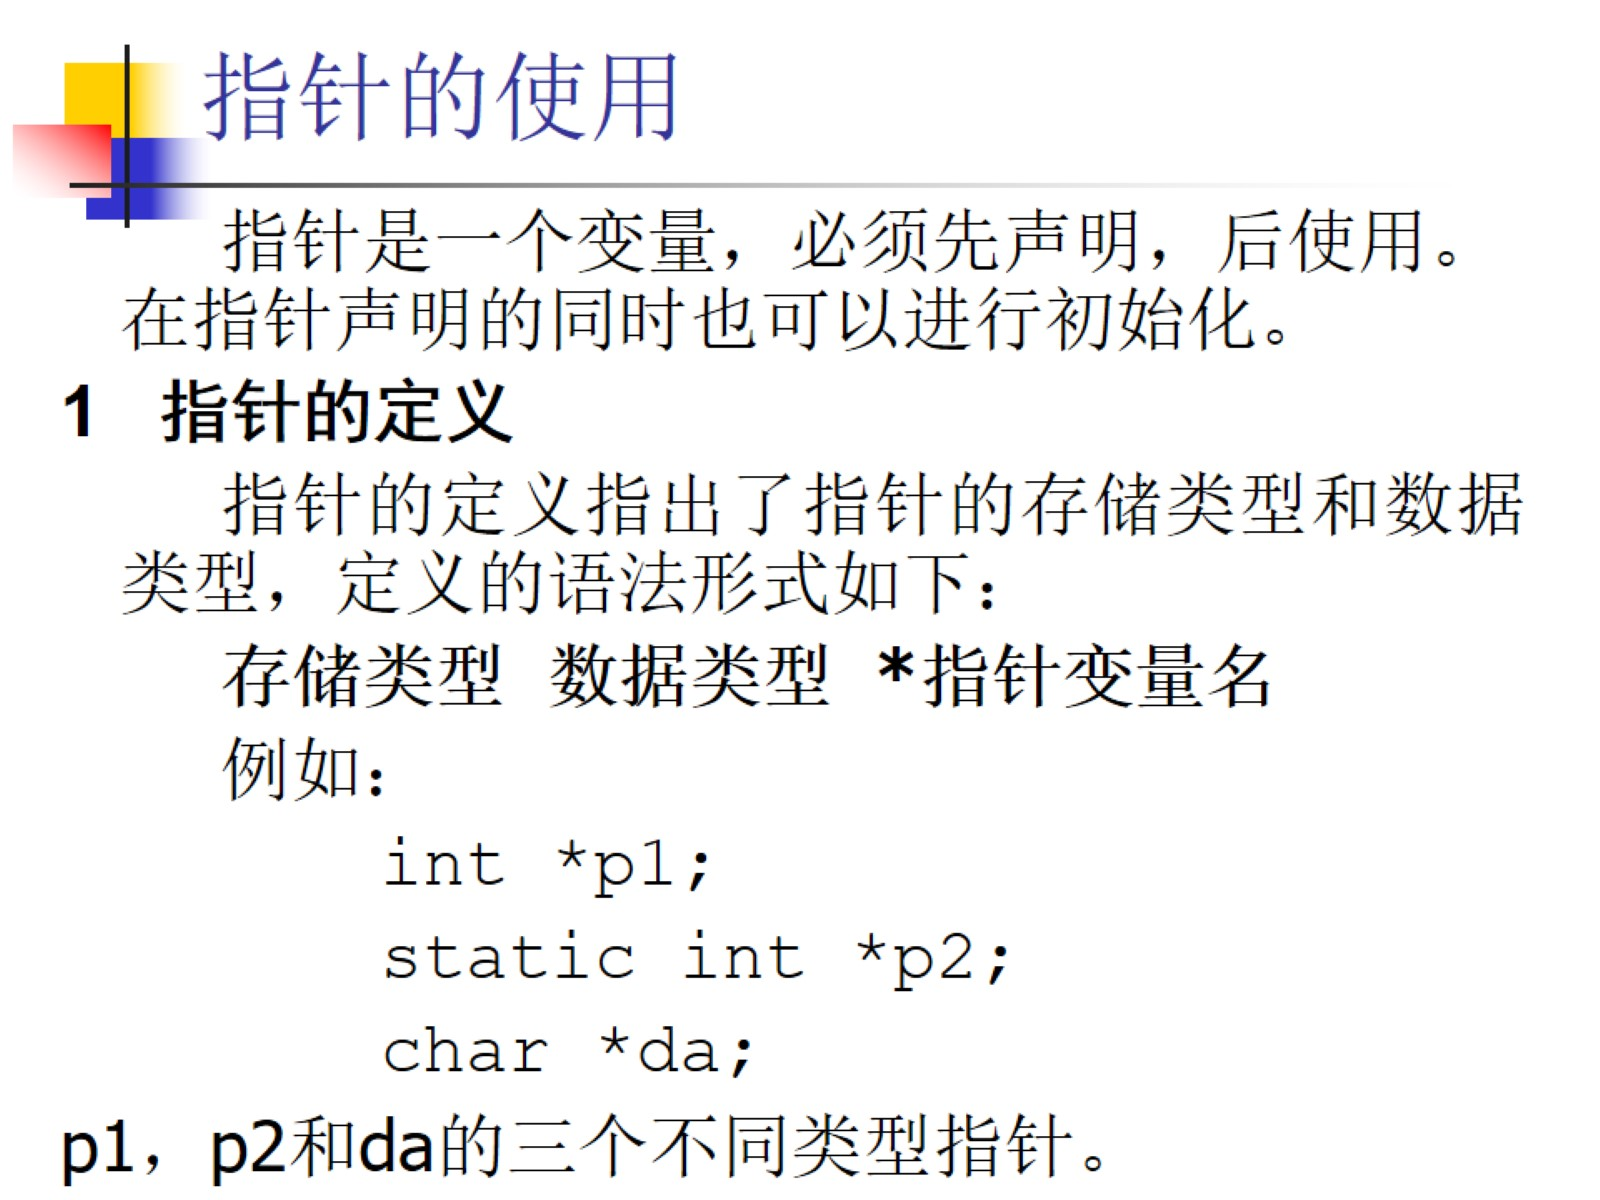 指针的使用
指针是一个变量，必须先声明，后使用。
在指针声明的同时也可以进行初始化。
1 指针的定义
指针的定义指出了指针的存储类型和数据
类型，定义的语法形式如下：
存储类型 数据类型 *指针变量名
例如：
int *p1;
static int *p2;
char *da;
p1，p2和da的三个不同类型指针。